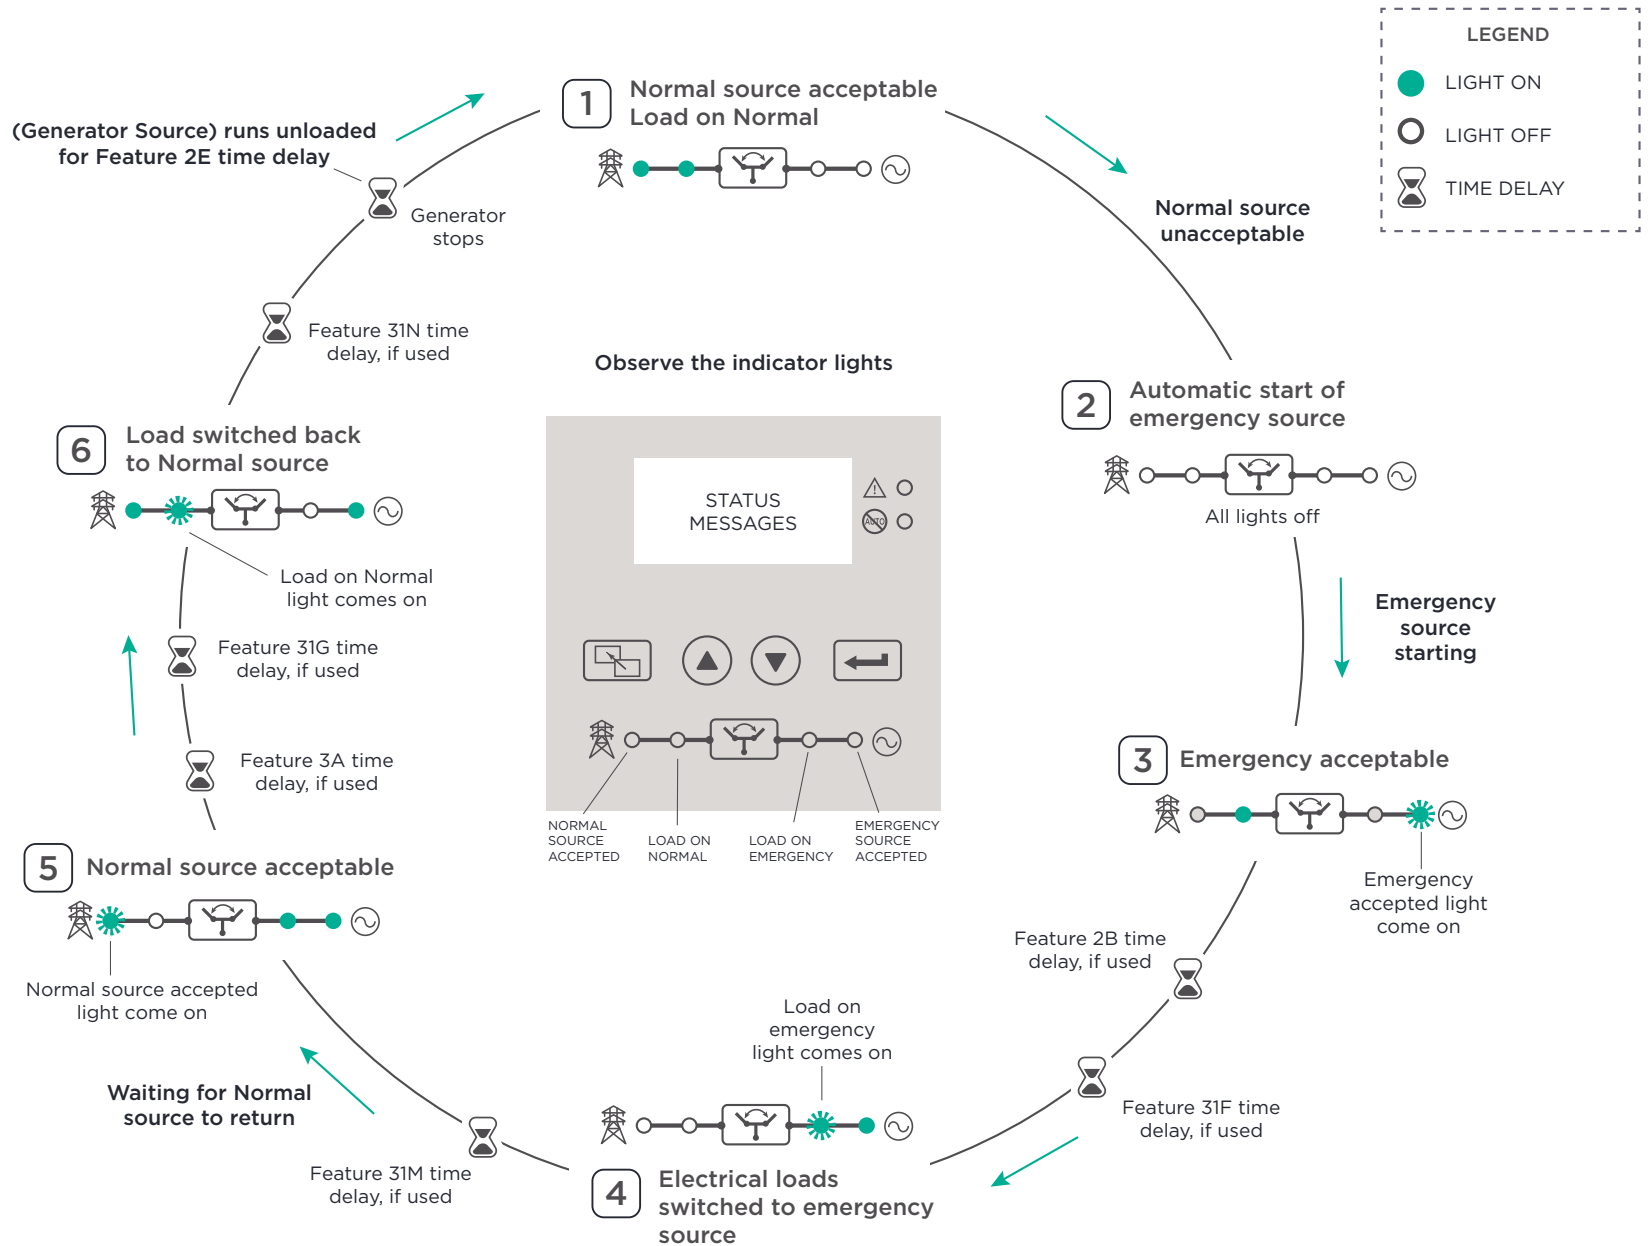 LEGEND
LIGHT ON
LIGHT OFF
TIME DELAY
1
Normal source acceptable
Load on Normal
(Generator Source) runs unloaded
for Feature 2E time delay
Generator
stops
Normal source
unacceptable
Feature 31N time
delay, if used
Observe the indicator lights
2
Automatic start of
emergency source
All lights off
6
Load switched back
to Normal source
Load on Normal
light comes on
STATUS
MESSAGES
!
AUTO
Emergency
source
starting
Feature 31G time
delay, if used
Feature 3A time
delay, if used
3
Emergency acceptable
Emergency
accepted light
come on
NORMAL
SOURCE
ACCEPTED
LOAD ON
NORMAL
LOAD ON
EMERGENCY
EMERGENCY
SOURCE
ACCEPTED
5
Normal source acceptable
Normal source accepted
light come on
Feature 2B time
delay, if used
Load on
emergency
light comes on
Waiting for Normal
source to return
Feature 31F time
delay, if used
Feature 31M time
delay, if used
4
Electrical loads
switched to emergency
source